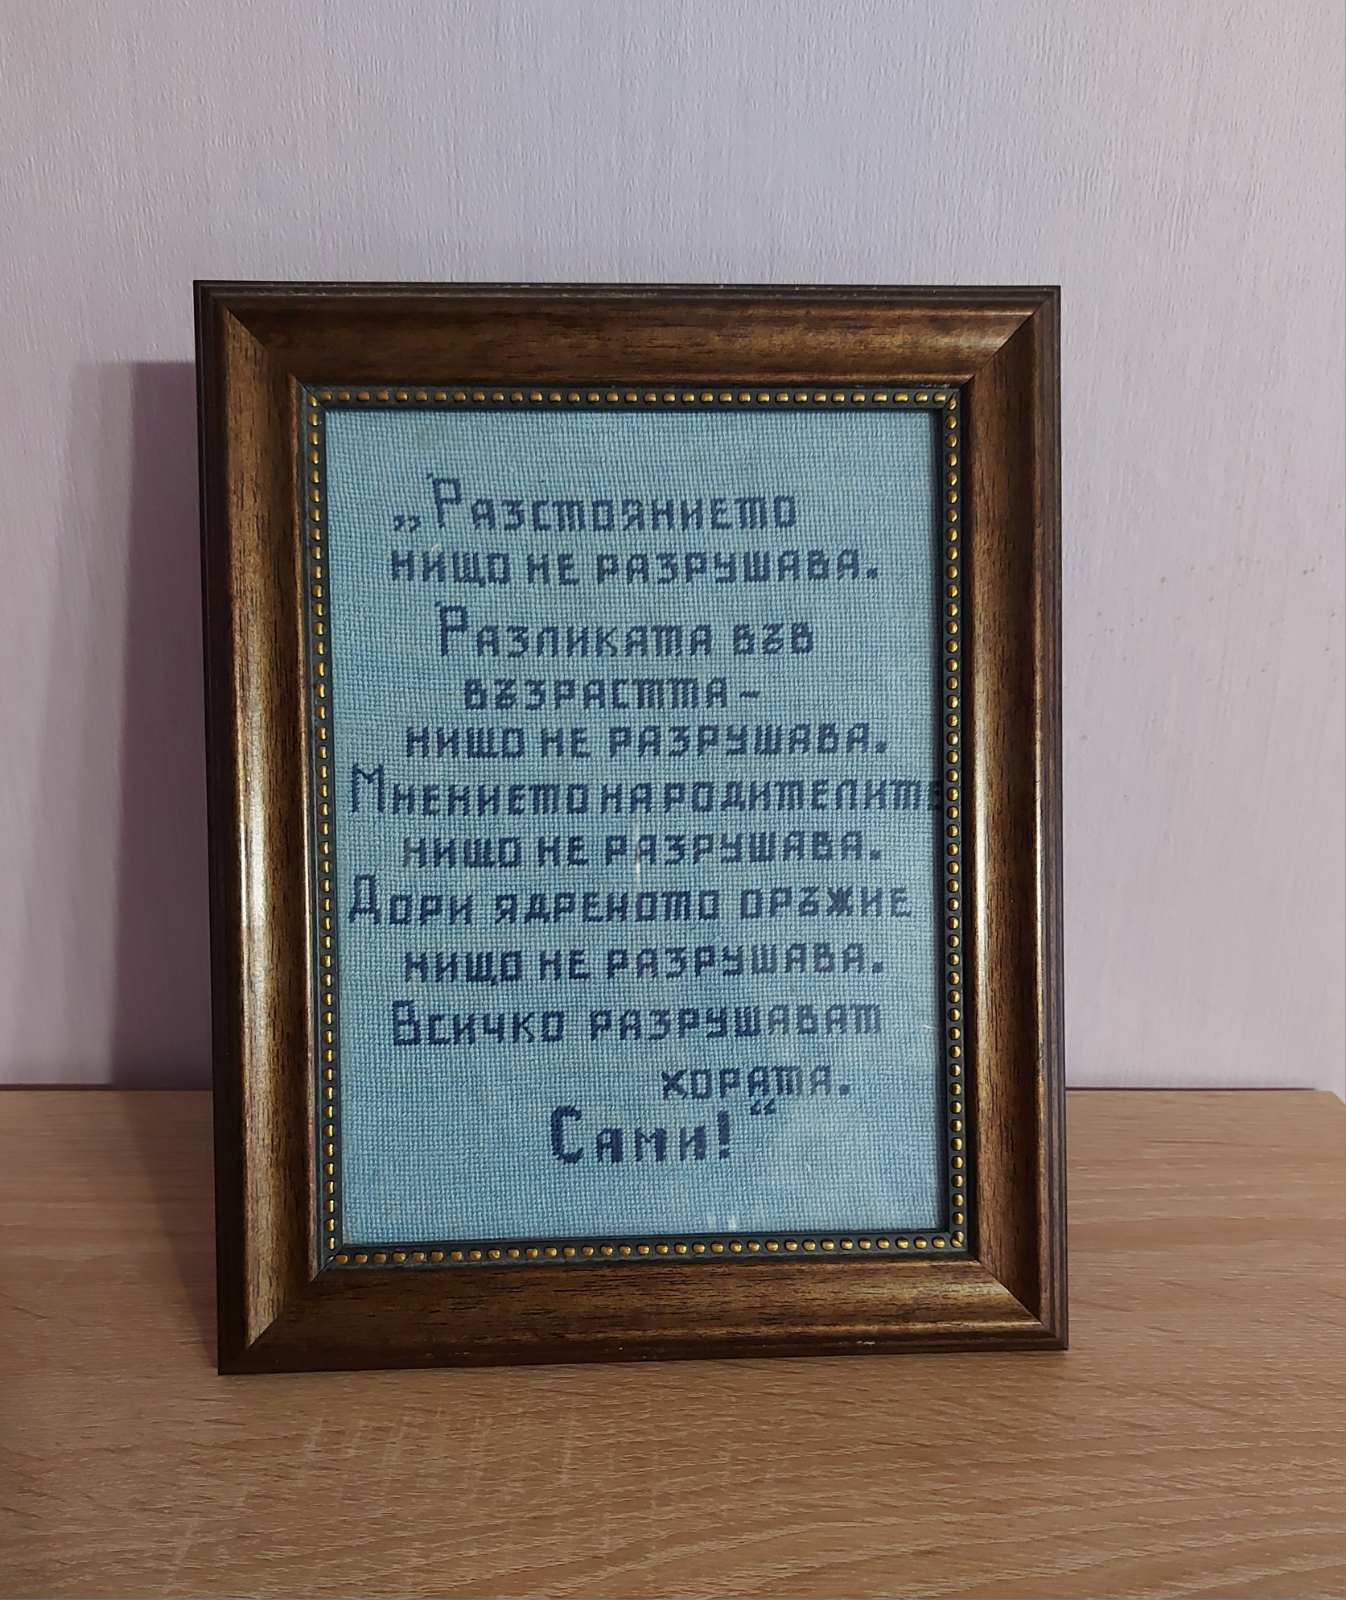 „Разстоянието
нищо не разрушава.
Разликата във
възрастта-
нищо не разрушава.
Мнението на родителите
нищо не разрушава.
Дори ядреното оръжие
нищо не разрушава.
Всичко разрушават
хората.
Сами!“